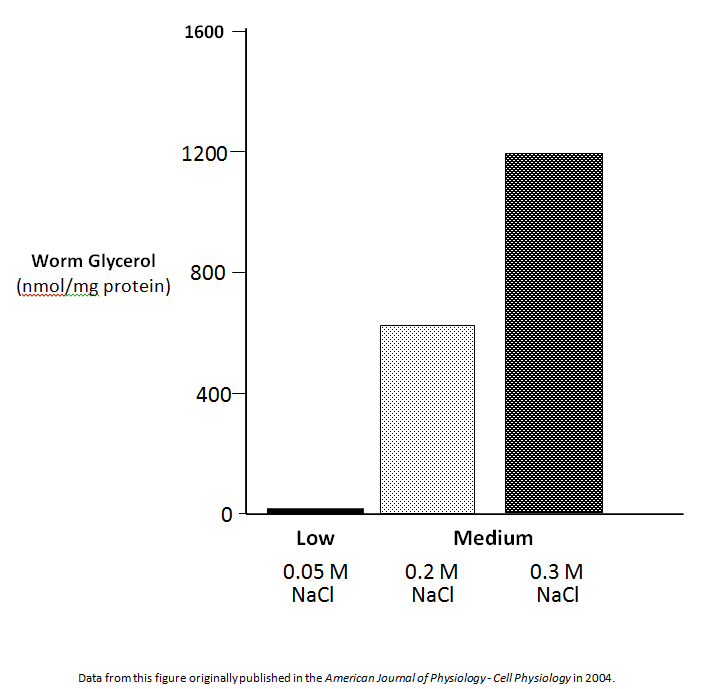 1600
1200
800
400
0
Worm Glycerol
(nmol/mg protein)
Low
Medium
0.05 M
NaCl
0.2 M
NaCl
0.3 M
NaCl
Data from this figure originally published in the American Journal of Physiology - Cell Physiology in 2004.